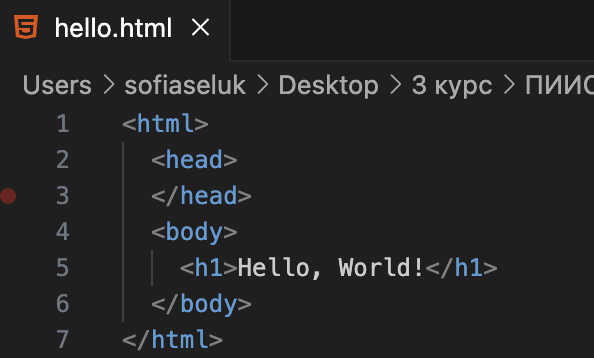 hello.html ×
Users > sofiaseluk > Desktop > 3 курс > ПИИС
1 <html>
2   <head>
3   </head>
4   <body>
5     <h1>Hello, World!</h1>
6   </body>
7 </html>